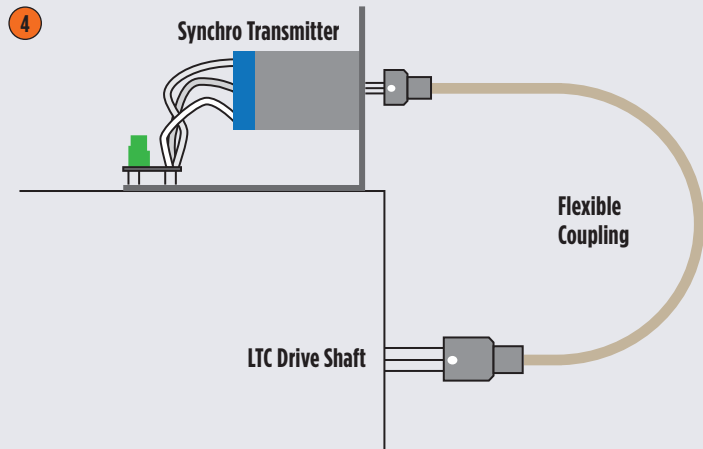 4
Synchro Transmitter
Flexible
Coupling
LTC Drive Shaft